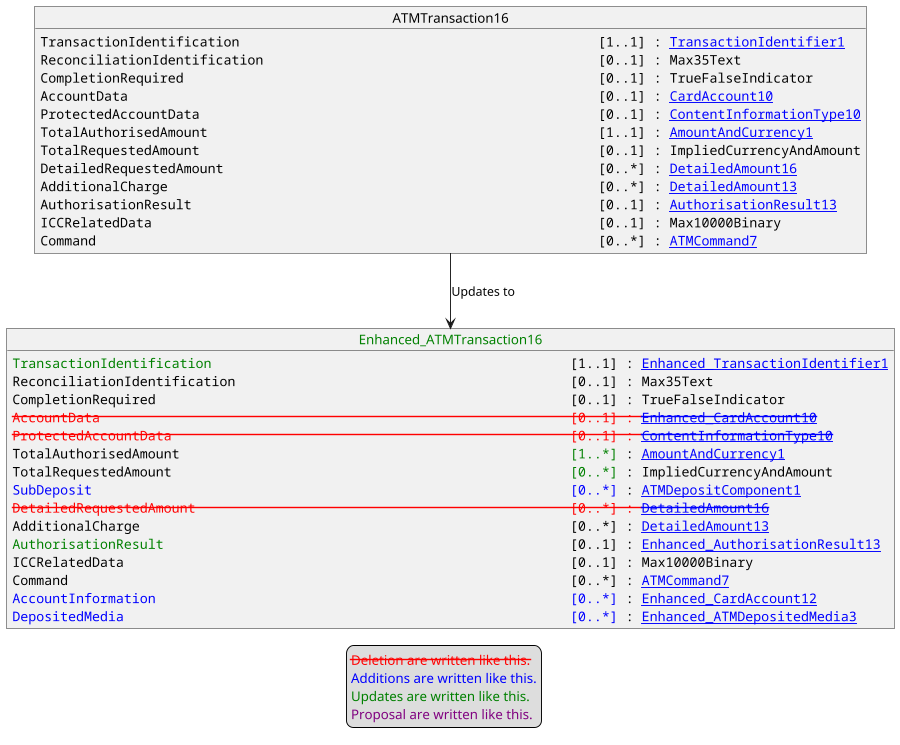 ATMTransaction16
TransactionIdentification [1..1] : TransactionIdentifier1
ReconciliationIdentification [0..1] : Max35Text
CompletionRequired [0..1] : TrueFalseIndicator
AccountData [0..1] : CardAccount10
ProtectedAccountData [0..1] : ContentInformationType10
TotalAuthorisedAmount [1..1] : AmountAndCurrency1
TotalRequestedAmount [0..1] : ImpliedCurrencyAndAmount
DetailedRequestedAmount [0..*] : DetailedAmount16
AdditionalCharge [0..*] : DetailedAmount13
AuthorisationResult [0..1] : AuthorisationResult13
ICCRelatedData [0..1] : Max10000Binary
Command [0..*] : ATMCommand7
Updates to
Enhanced_ATMTransaction16
TransactionIdentification [1..1] : Enhanced_TransactionIdentifier1
ReconciliationIdentification [0..1] : Max35Text
CompletionRequired [0..1] : TrueFalseIndicator
AccountData [0..1] : Enhanced_CardAccount10
ProtectedAccountData [0..1] : ContentInformationType10
TotalAuthorisedAmount [1..*] : AmountAndCurrency1
TotalRequestedAmount [0..*] : ImpliedCurrencyAndAmount
SubDeposit [0..*] : ATMDepositComponent1
DetailedRequestedAmount [0..*] : DetailedAmount16
AdditionalCharge [0..*] : DetailedAmount13
AuthorisationResult [0..1] : Enhanced_AuthorisationResult13
ICCRelatedData [0..1] : Max10000Binary
Command [0..*] : ATMCommand7
AccountInformation [0..*] : Enhanced_CardAccount12
DepositedMedia [0..*] : Enhanced_ATMDepositedMedia3
Deletion are written like this.
Additions are written like this.
Updates are written like this.
Proposal are written like this.